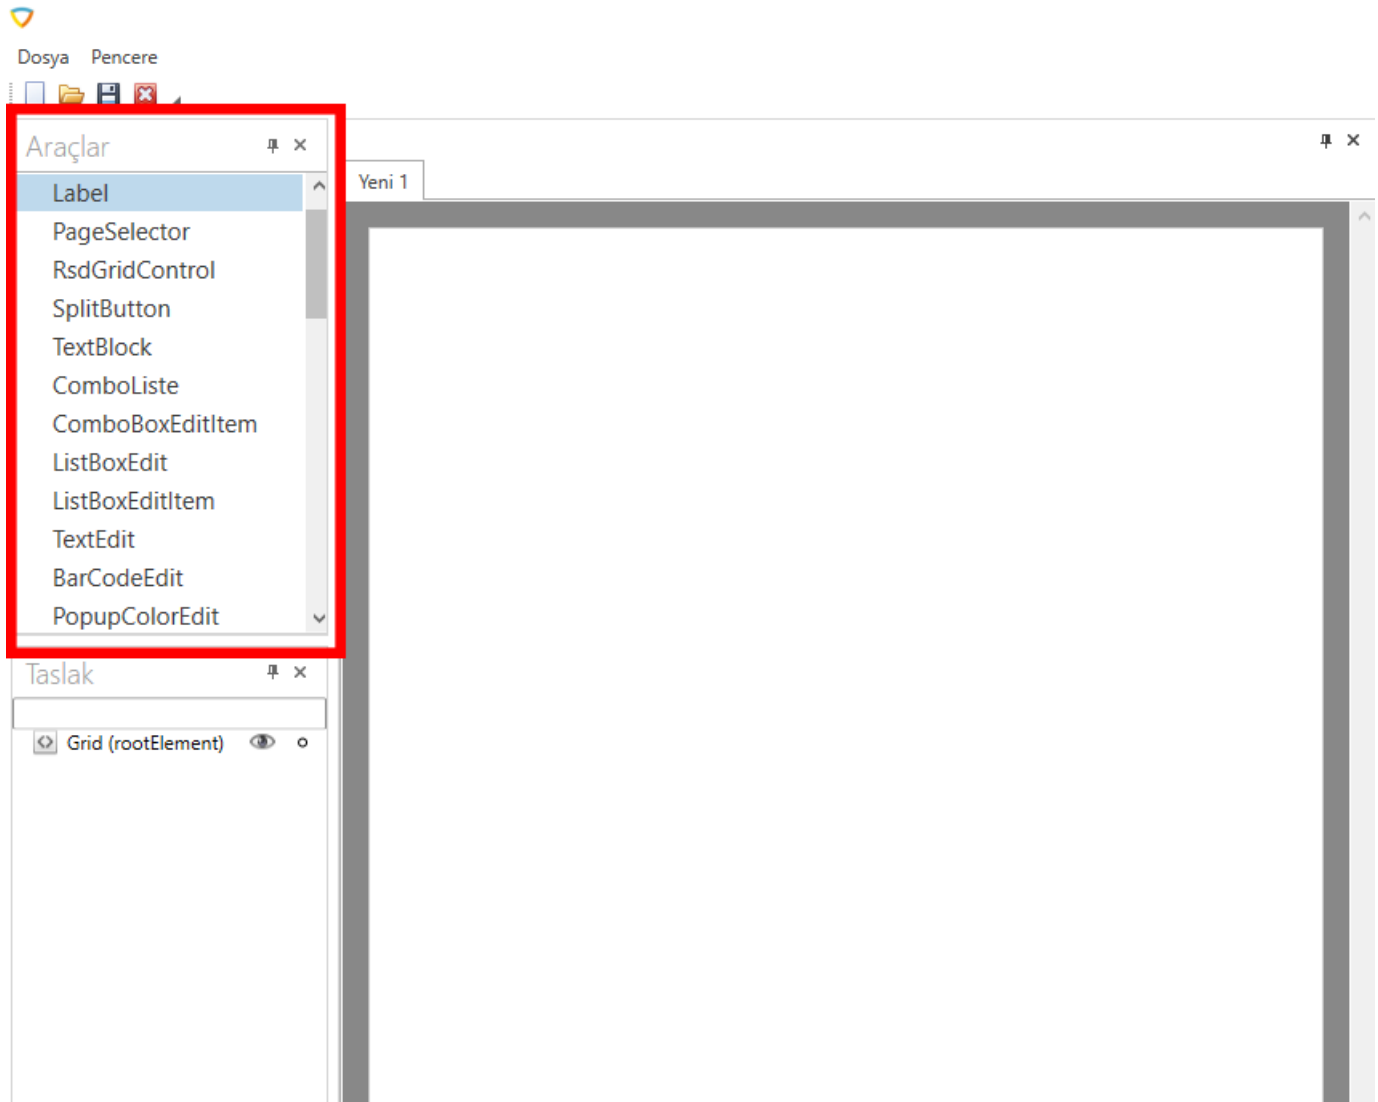 Dosya Pencere
Araçlar
Label
PageSelector
RsdGridControl
SplitButton
TextBlock
ComboListe
ComboBoxEditItem
ListBoxEdit
ListBoxEditItem
TextEdit
BarCodeEdit
PopupColorEdit
Yeni 1
Taslak
Grid (rootElement)